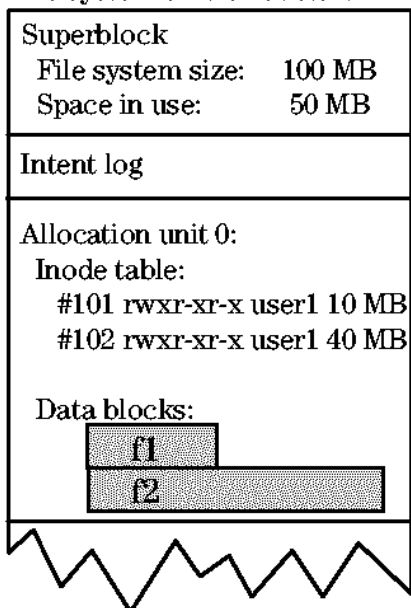 Superblock
File system size: 100 MB
Space in use: 50 MB
Intent log
Allocation unit 0:
Inode table:
#101 rwxr-xr-x user1 10 MB
#102 rwxr-xr-x user1 40 MB
Data blocks:
f1
f2